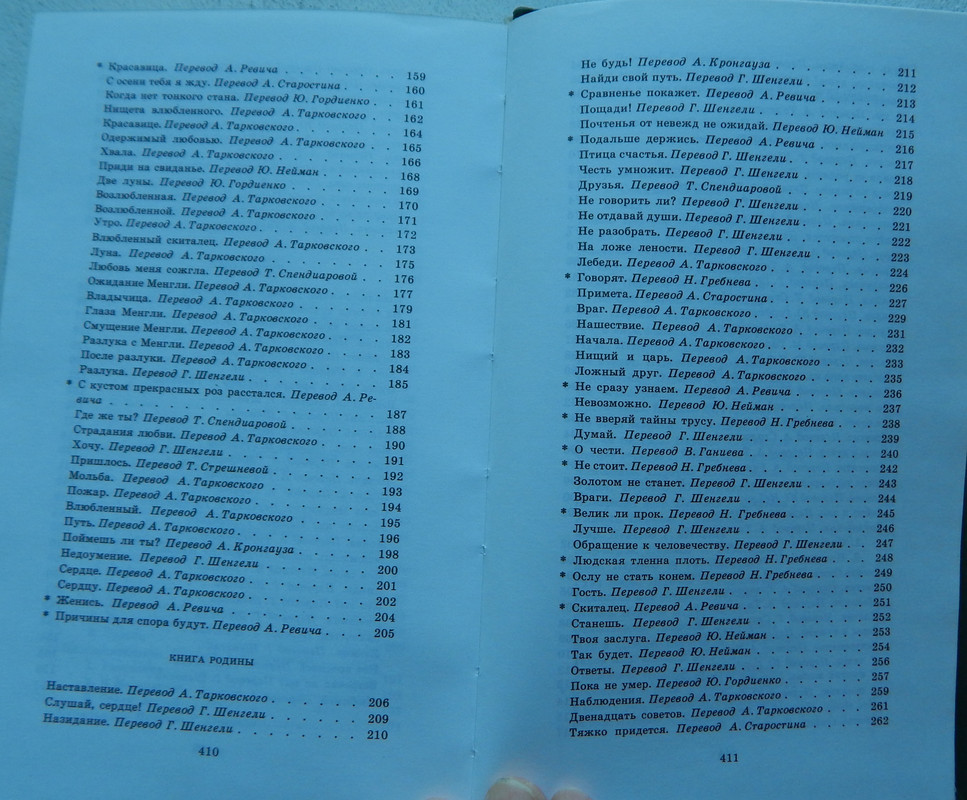 * Красавица. Перевод А. Ревича . . . . . . . 159
С осени тебя я жду. Перевод А. Старостина . . . . 160
Когда нет тонкого стана. Перевод Ю. Гордиенко . . 161
Нищета влюбленного. Перевод А. Тарковского . . . 162
Красавице. Перевод А. Тарковского . . . . . . 164
Одержимый любовью. Перевод А. Тарковского . . . 165
Хвала. Перевод А. Тарковского . . . . . . . 166
Приди на свиданье. Перевод Ю. Нейман . . . . . 168
Две луны. Перевод Ю. Гордиенко . . . . . . . 169
Возлюбленная. Перевод А. Тарковского . . . . . 170
Возлюбленной. Перевод А. Тарковского . . . . . 171
Утро. Перевод А. Тарковского . . . . . . . . 172
Влюбленный скиталец. Перевод А. Тарковского . . . 173
Луна. Перевод А. Тарковского . . . . . . . . 175
Любовь меня сожгла. Перевод Т. Спендиаровой . . . 176
Ожидание Менгли. Перевод А. Тарковского . . . . 177
Владычица. Перевод А. Тарковского . . . . . . 179
Глаза Менгли. Перевод А. Тарковского . . . . . 181
Смущение Менгли. Перевод А. Тарковского . . . . 182
Разлука с Менгли. Перевод А. Тарковского . . . . 183
После разлуки. Перевод А. Тарковского . . . . . 184
Разлука. Перевод Г. Шенгели . . . . . . . . 185
* С кустом прекрасных роз расстался. Перевод А. Ре-
вича . . . . . . . . . . . . . . . 187
Где же ты? Перевод Т. Спендиаровой . . . . . . 188
Страдания любви. Перевод А. Тарковского . . . . 190
Хочу. Перевод Г. Шенгели . . . . . . . . . 191
Пришлось. Перевод Т. Стрешневой . . . . . . . 192
Мольба. Перевод А. Тарковского . . . . . . . 193
Пожар. Перевод А. Тарковского . . . . . . . . 194
Влюбленный. Перевод А. Тарковского . . . . . . 195
Путь. Перевод А. Тарковского . . . . . . . . 196
Поймешь ли ты? Перевод А. Кронгауза . . . . . 198
Недоумение. Перевод Г. Шенгели . . . . . . . 200
Сердце. Перевод А. Тарковского . . . . . . . 201
Сердцу. Перевод А. Тарковского . . . . . . . 202
* Женись. Перевод А. Ревича . . . . . . . . 204
* Причины для спора будут. Перевод А. Ревича . . . 205
КНИГА РОДИНЫ
Наставление. Перевод А. Тарковского . . . . . . 206
Слушай, сердце! Перевод Г. Шенгели . . . . . . 209
Назидание. Перевод Г. Шенгели . . . . . . . . 210
410
Не будь! Перевод А. Кронгауза . . . . . . . 211
Найди свой путь. Перевод Г. Шенгели . . . . . 212
* Сравненье покажет. Перевод А. Ревича . . . . . 213
Пощади! Перевод Г. Шенгели . . . . . . . . 214
Почтенья от невежд не ожидай. Перевод Ю. Нейман 215
* Подальше держись. Перевод А. Ревича . . . . . 216
Птица счастья. Перевод Г. Шенгели . . . . . . 217
Честь умножит. Перевод Г. Шенгели . . . . . . 218
Друзья. Перевод Т. Спендиаровой . . . . . . . 219
Не говорить ли? Перевод Г. Шенгели . . . . . . 220
Не отдавай души. Перевод Г. Шенгели . . . . . . 221
Не разобрать. Перевод Г. Шенгели . . . . . . . 222
На ложе лености. Перевод Г. Шенгели . . . . . . 223
Лебеди. Перевод А. Тарковского . . . . . . . 224
* Говорят. Перевод Н. Гребнева . . . . . . . . 226
Примета. Перевод А. Старостина . . . . . . . 227
Враг. Перевод А. Тарковского . . . . . . . . 229
Нашествие. Перевод А. Тарковского . . . . . . 231
Начала. Перевод А. Тарковского . . . . . . . 232
Нищий и царь. Перевод А. Тарковского . . . . . 233
Ложный друг. Перевод А. Тарковского . . . . . 235
* Не сразу узнаем. Перевод А. Ревича . . . . . . 236
Невозможно. Перевод Ю. Нейман . . . . . . . 237
* Не вверяй тайны трусу. Перевод Н. Гребнева . . . 238
Думай. Перевод Г. Шенгели . . . . . . . . . 239
* О чести. Перевод В. Ганиева . . . . . . . . 240
* Не стоит. Перевод Н. Гребнева . . . . . . . . 242
Золотом не станет. Перевод Г. Шенгели . . . . . 243
Враги. Перевод Г. Шенгели . . . . . . . . . 244
* Велик ли прок. Перевод Н. Гребнева . . . . . . 245
Лучше. Перевод Г. Шенгели . . . . . . . . . 246
Обращение к человечеству. Перевод Г. Шенгели . . 247
* Людская тленна плоть. Перевод Н. Гребнева . . . 248
* Ослу не стать конем. Перевод Н. Гребнева . . . . 249
Гость. Перевод Г. Шенгели . . . . . . . . . 250
* Скиталец. Перевод А. Ревича . . . . . . . . 251
Станешь. Перевод Г. Шенгели . . . . . . . . 252
Твоя заслуга. Перевод Ю. Нейман . . . . . . . 253
Так будет. Перевод Ю. Нейман . . . . . . . . 254
Ответы. Перевод Г. Шенгели . . . . . . . . 256
Пока не умер. Перевод Ю. Гордиенко . . . . . . 257
Наблюдения. Перевод А. Тарковского . . . . . . 259
Двенадцать советов. Перевод А. Тарковского . . . 261
Тяжко придется. Перевод А. Старостина . . . . . 262
411